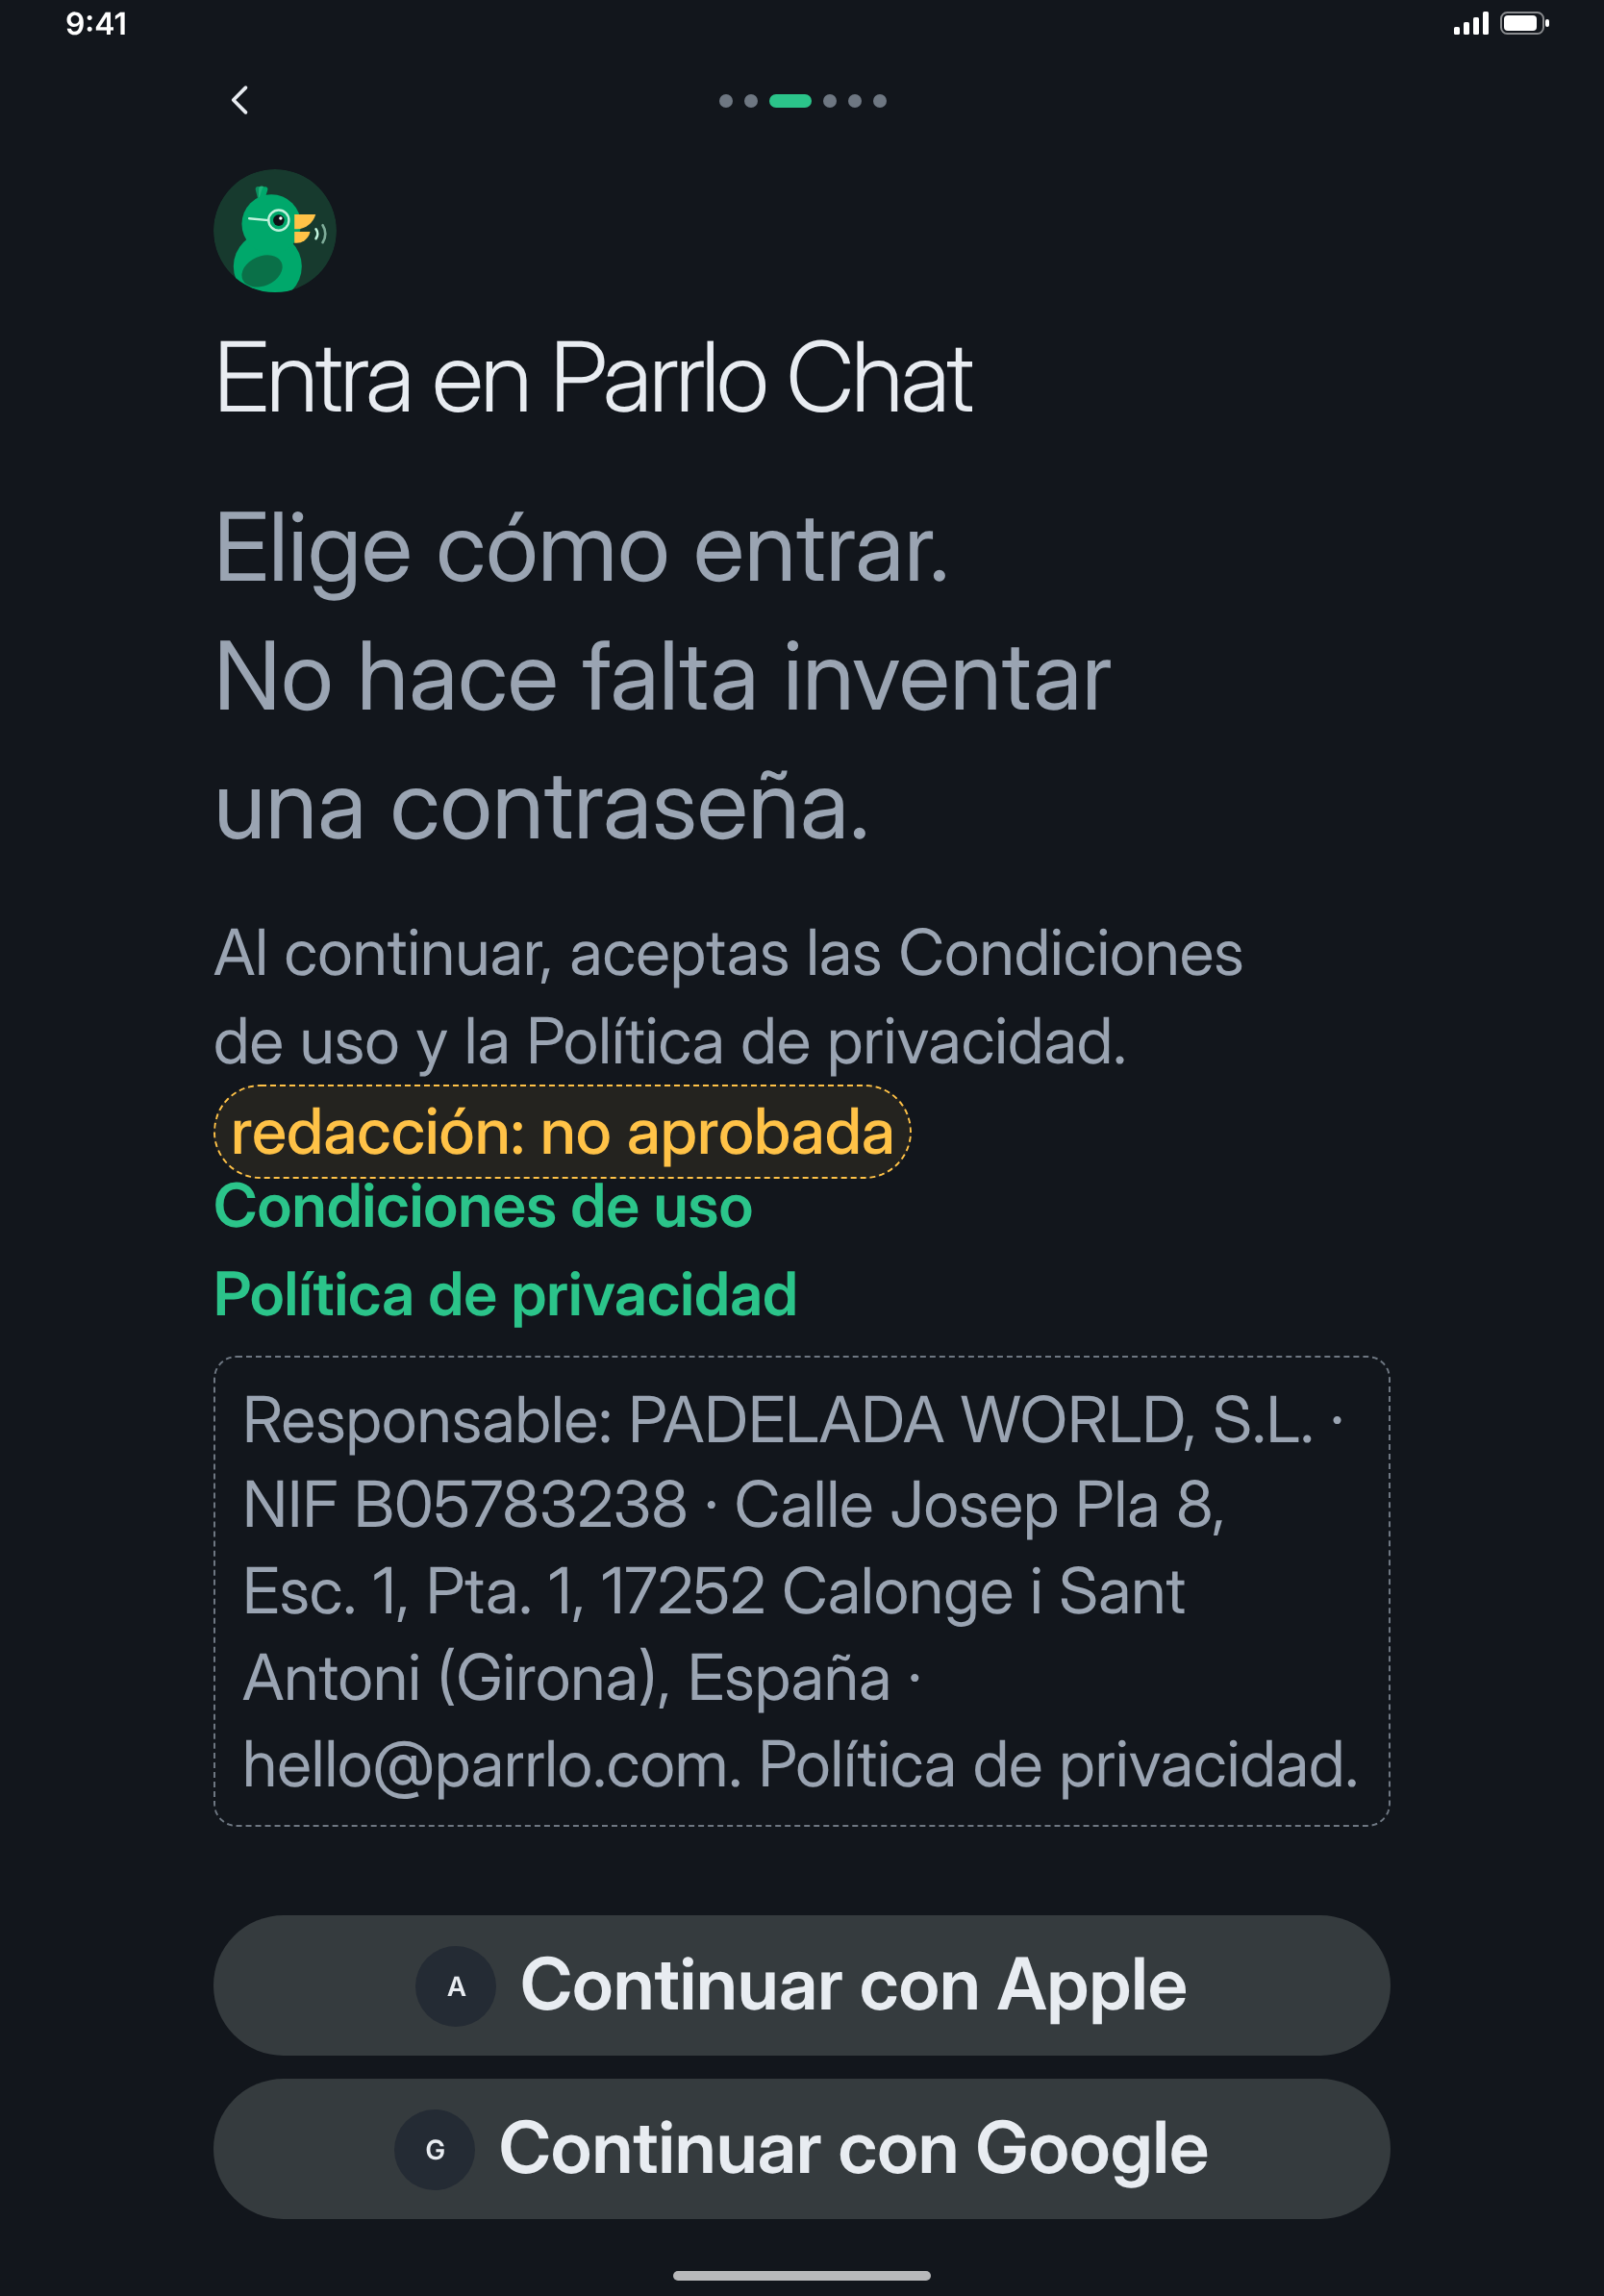 9:41
Entra en Parrlo Chat
Elige cómo entrar.
No hace falta inventar
una contraseña.
Al continuar, aceptas las Condiciones
de uso y la Política de privacidad.
redacción: no aprobada
Condiciones de uso
Política de privacidad
Responsable: PADELADA WORLD, S.L. ·
NIF B05783238 · Calle Josep Pla 8,
Esc. 1, Pta. 1, 17252 Calonge i Sant
Antoni (Girona), España ·
hello@parrlo.com. Política de privacidad.
A Continuar con Apple
G Continuar con Google